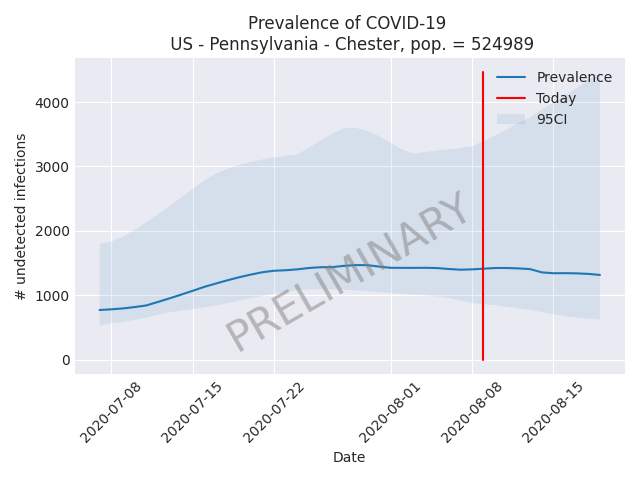 Prevalence of COVID-19
US - Pennsylvania - Chester, pop. = 524989
Prevalence
Today
95CI
# undetected infections
4000
3000
2000
1000
0
PRELIMINARY
2020-07-08
2020-07-15
2020-07-22
2020-08-01
2020-08-08
2020-08-15
Date